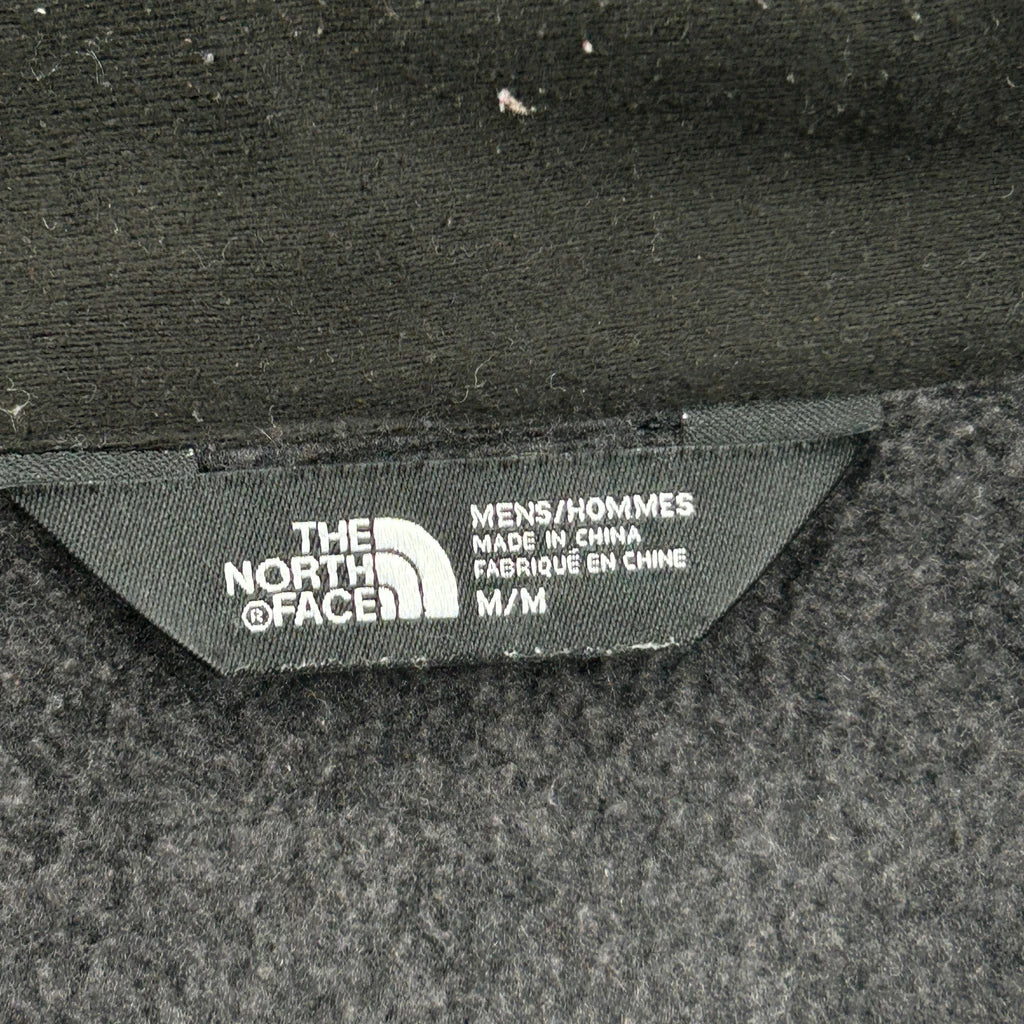 THE
NORTH
®FACE
MENS/HOMMES
MADE IN CHINA
FABRIQUÉ EN CHINE
M/M